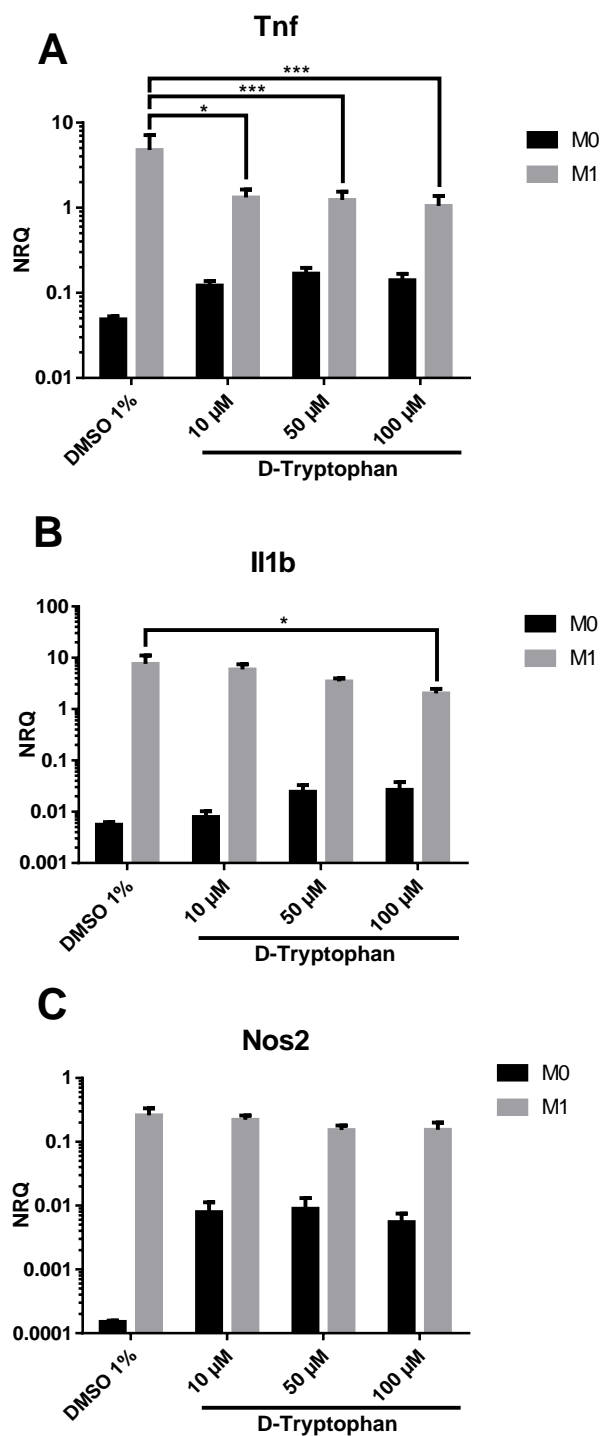 A
Tnf
***
***
*
M0
M1
10
1
0.1
0.01
NRQ
DMSO 1%
10 µM
50 µM
100 µM
D-Tryptophan
B
Il1b
*
M0
M1
100
10
1
0.1
0.01
0.001
NRQ
DMSO 1%
10 µM
50 µM
100 µM
D-Tryptophan
C
Nos2
M0
M1
1
0.1
0.01
0.001
0.0001
NRQ
DMSO 1%
10 µM
50 µM
100 µM
D-Tryptophan